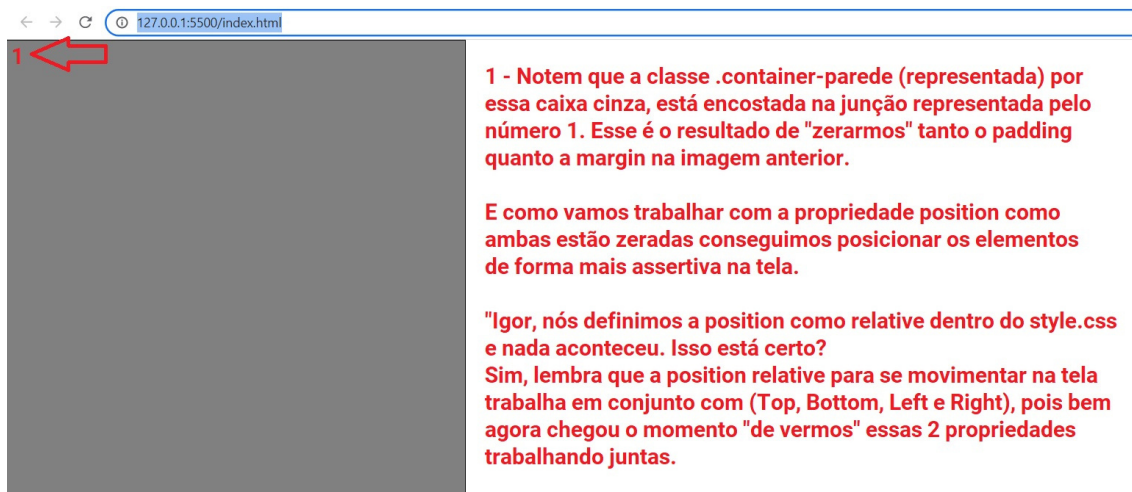 127.0.0.1:5500/index.html
1
1 - Notem que a classe .container-parede (representada) por
essa caixa cinza, está encostada na junção representada pelo
número 1. Esse é o resultado de "zerarmos" tanto o padding
quanto a margin na imagem anterior.
E como vamos trabalhar com a propriedade position como
ambas estão zeradas conseguimos posicionar os elementos
de forma mais assertiva na tela.
"Igor, nós definimos a position como relative dentro do style.css
e nada aconteceu. Isso está certo?
Sim, lembra que a position relative para se movimentar na tela
trabalha em conjunto com (Top, Bottom, Left e Right), pois bem
agora chegou o momento "de vermos" essas 2 propriedades
trabalhando juntas.